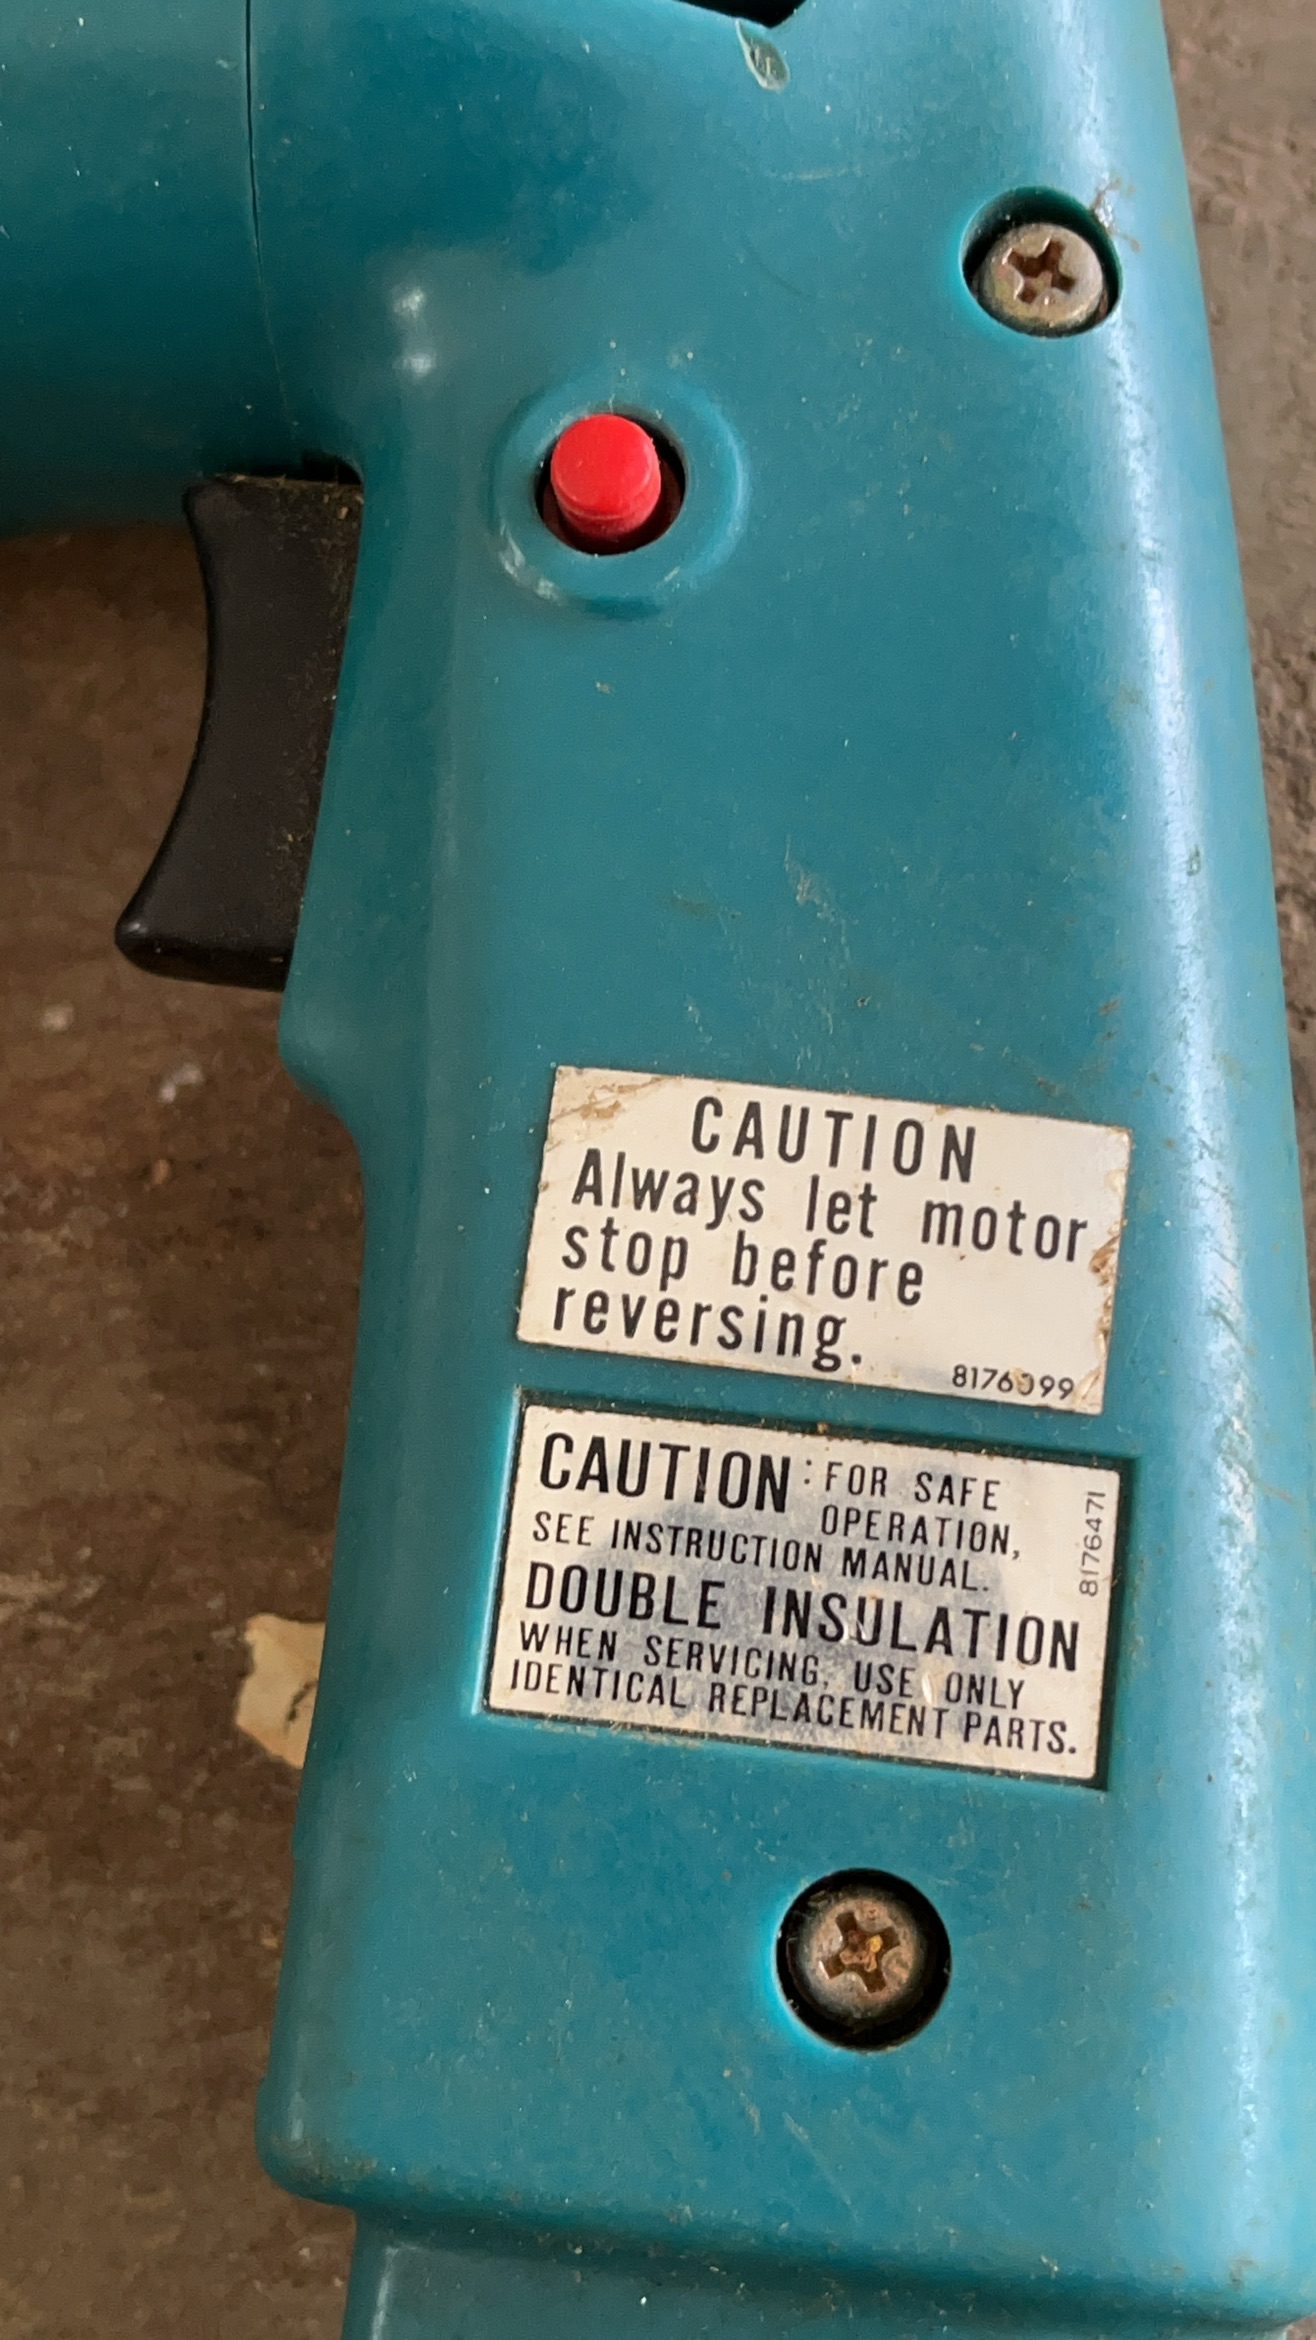 CAUTION
Always let motor
stop before
reversing.
8176099
CAUTION: FOR SAFE
OPERATION,
SEE INSTRUCTION MANUAL.
DOUBLE INSULATION
WHEN SERVICING, USE ONLY
IDENTICAL REPLACEMENT PARTS.
8176471